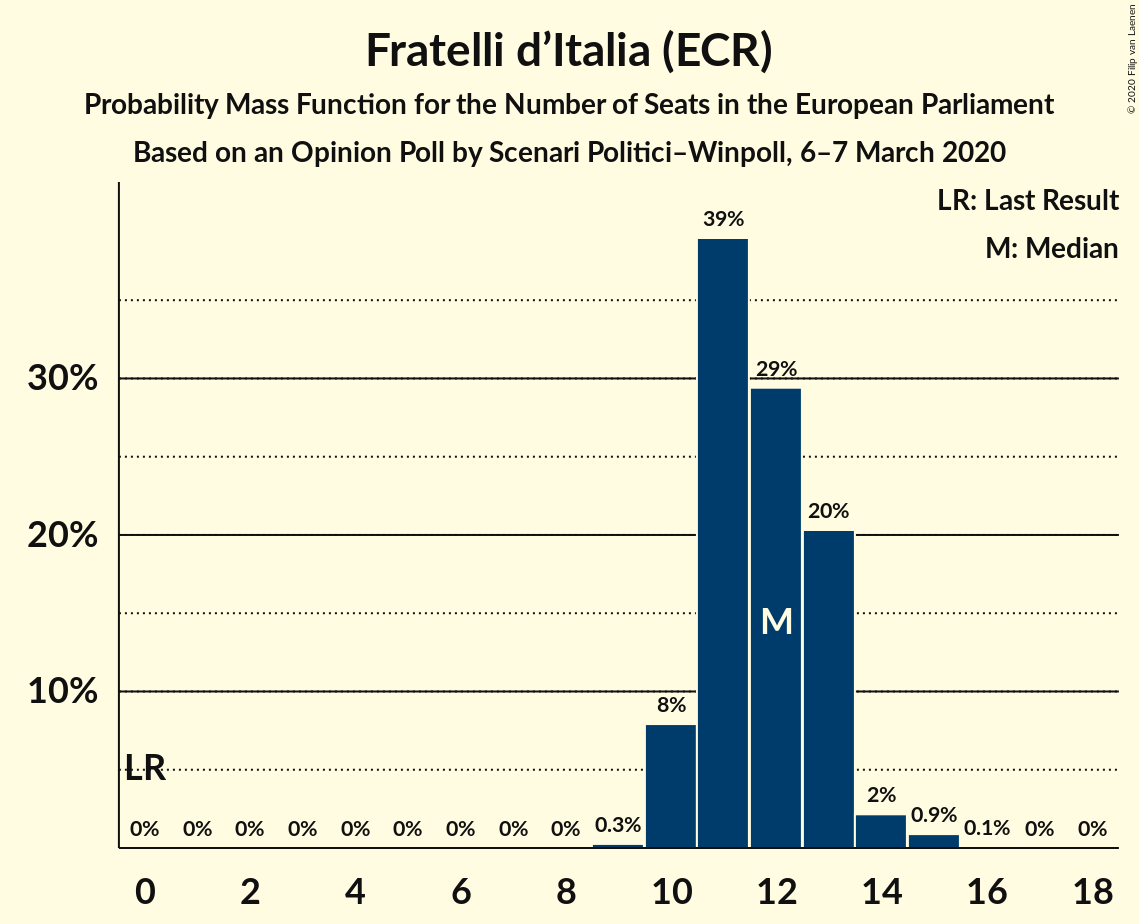 Fratelli d’Italia (ECR)
Probability Mass Function for the Number of Seats in the European Parliament
Based on an Opinion Poll by Scenari Politici–Winpoll, 6–7 March 2020
© 2020 Filip van Laenen
LR: Last Result
M: Median
39%
30%
29%
20%
20%
M
10%
8%
LR
2%
0% 0% 0% 0% 0% 0% 0% 0% 0% 0.3% 0.9% 0.1% 0% 0%
0 2 4 6 8 10 12 14 16 18